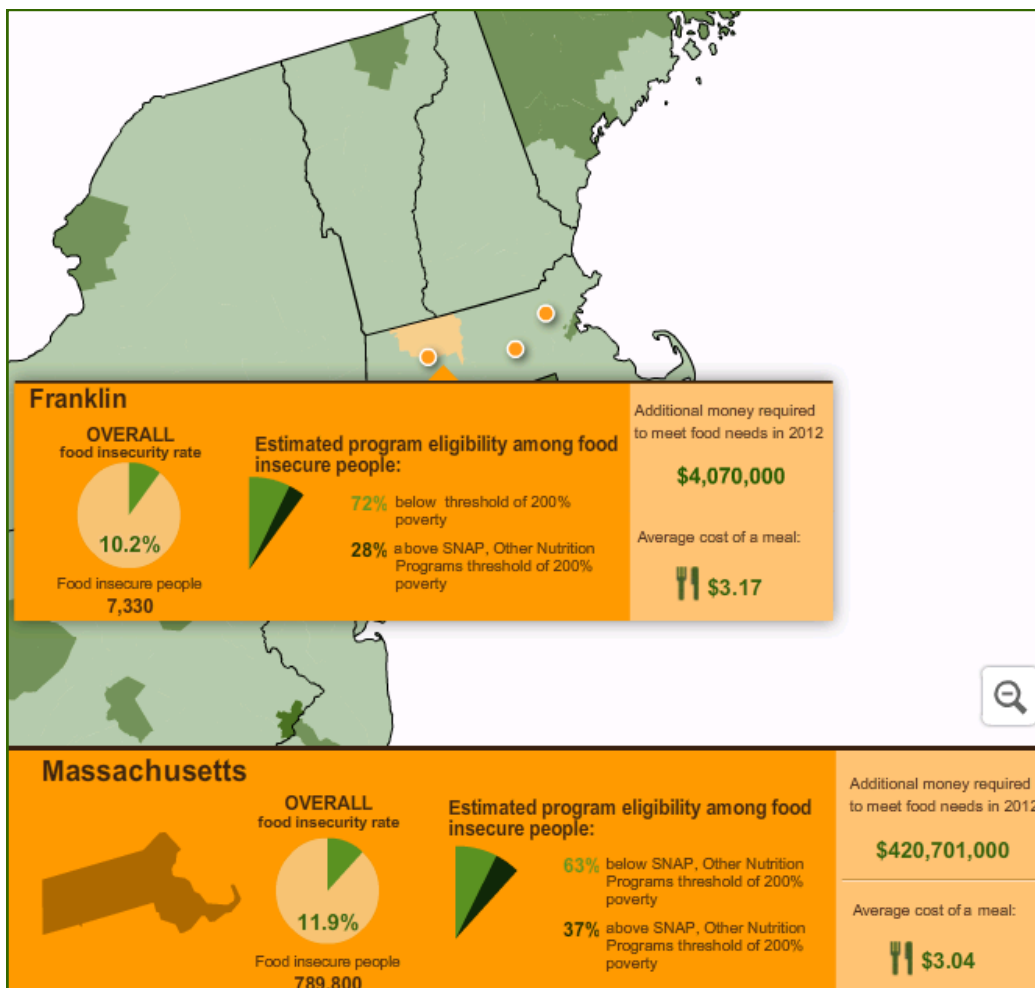 Franklin
OVERALL
food insecurity rate
10.2%
Food insecure people
7,330
Estimated program eligibility among food
insecure people:
72% below threshold of 200%
poverty
28% above SNAP, Other Nutrition
Programs threshold of 200%
poverty
Additional money required
to meet food needs in 2012
$4,070,000
Average cost of a meal:
$3.17
Massachusetts
OVERALL
food insecurity rate
11.9%
Food insecure people
789,800
Estimated program eligibility among food
insecure people:
63% below SNAP, Other Nutrition
Programs threshold of 200%
poverty
37% above SNAP, Other Nutrition
Programs threshold of 200%
poverty
Additional money required
to meet food needs in 2012
$420,701,000
Average cost of a meal:
$3.04